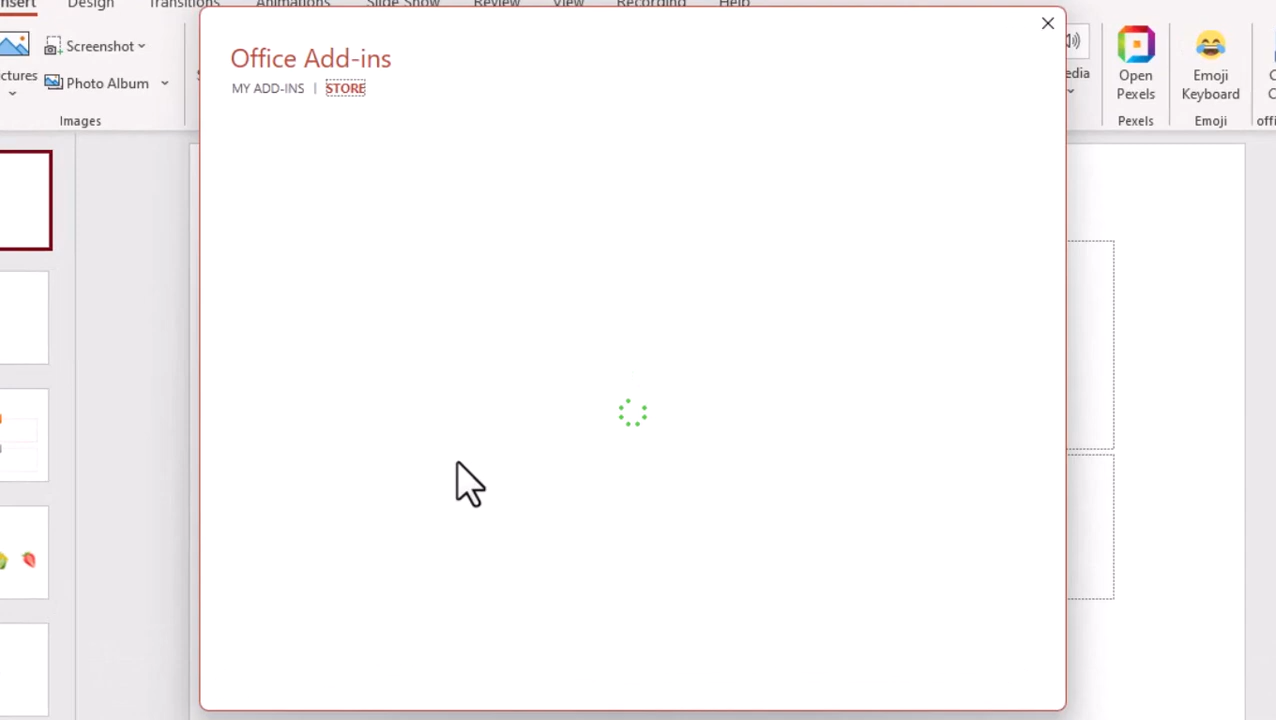 Insert Design Transitions Animations Slide Show Review View Recording Help
Screenshot
Photo Album
Images
Open
Pexels
Pexels
Emoji
Keyboard
Emoji
Office Add-ins
MY ADD-INS | STORE